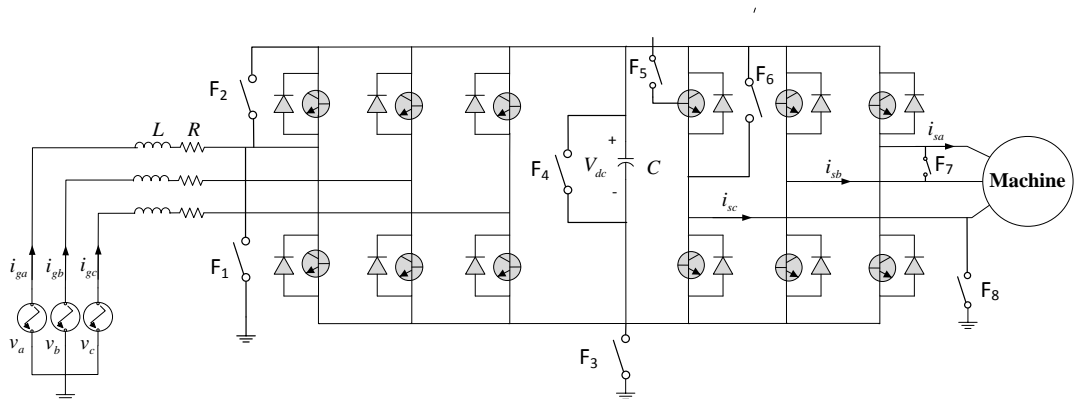 F5
F6
F2
L R
isa
F7
F4
+
Vdc
-
C
isb
Machine
isc
iga igb igc
F1
F8
va vb vc
F3